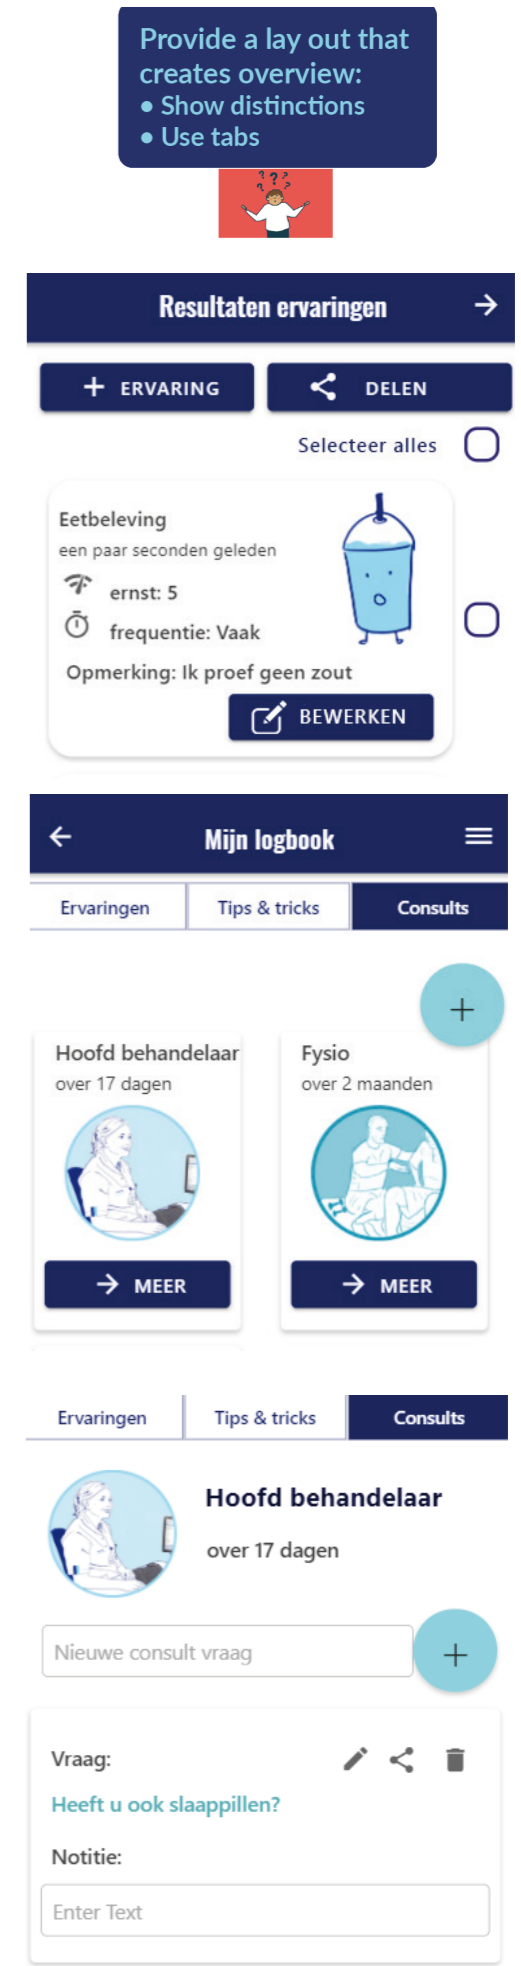 Provide a lay out that
creates overview:
• Show distinctions
• Use tabs
? ? ?
? ?
Resultaten ervaringen
+ ERVARING
DELEN
Selecteer alles
Eetbeleving
een paar seconden geleden
ernst: 5
frequentie: Vaak
Opmerking: Ik proef geen zout
BEWERKEN
Mijn logbook
Ervaringen Tips & tricks Consults
+
Hoofd behandelaar
over 17 dagen
MEER
Fysio
over 2 maanden
MEER
Ervaringen Tips & tricks Consults
Hoofd behandelaar
over 17 dagen
Nieuwe consult vraag
+
Vraag:
Heeft u ook slaappillen?
Notitie:
Enter Text